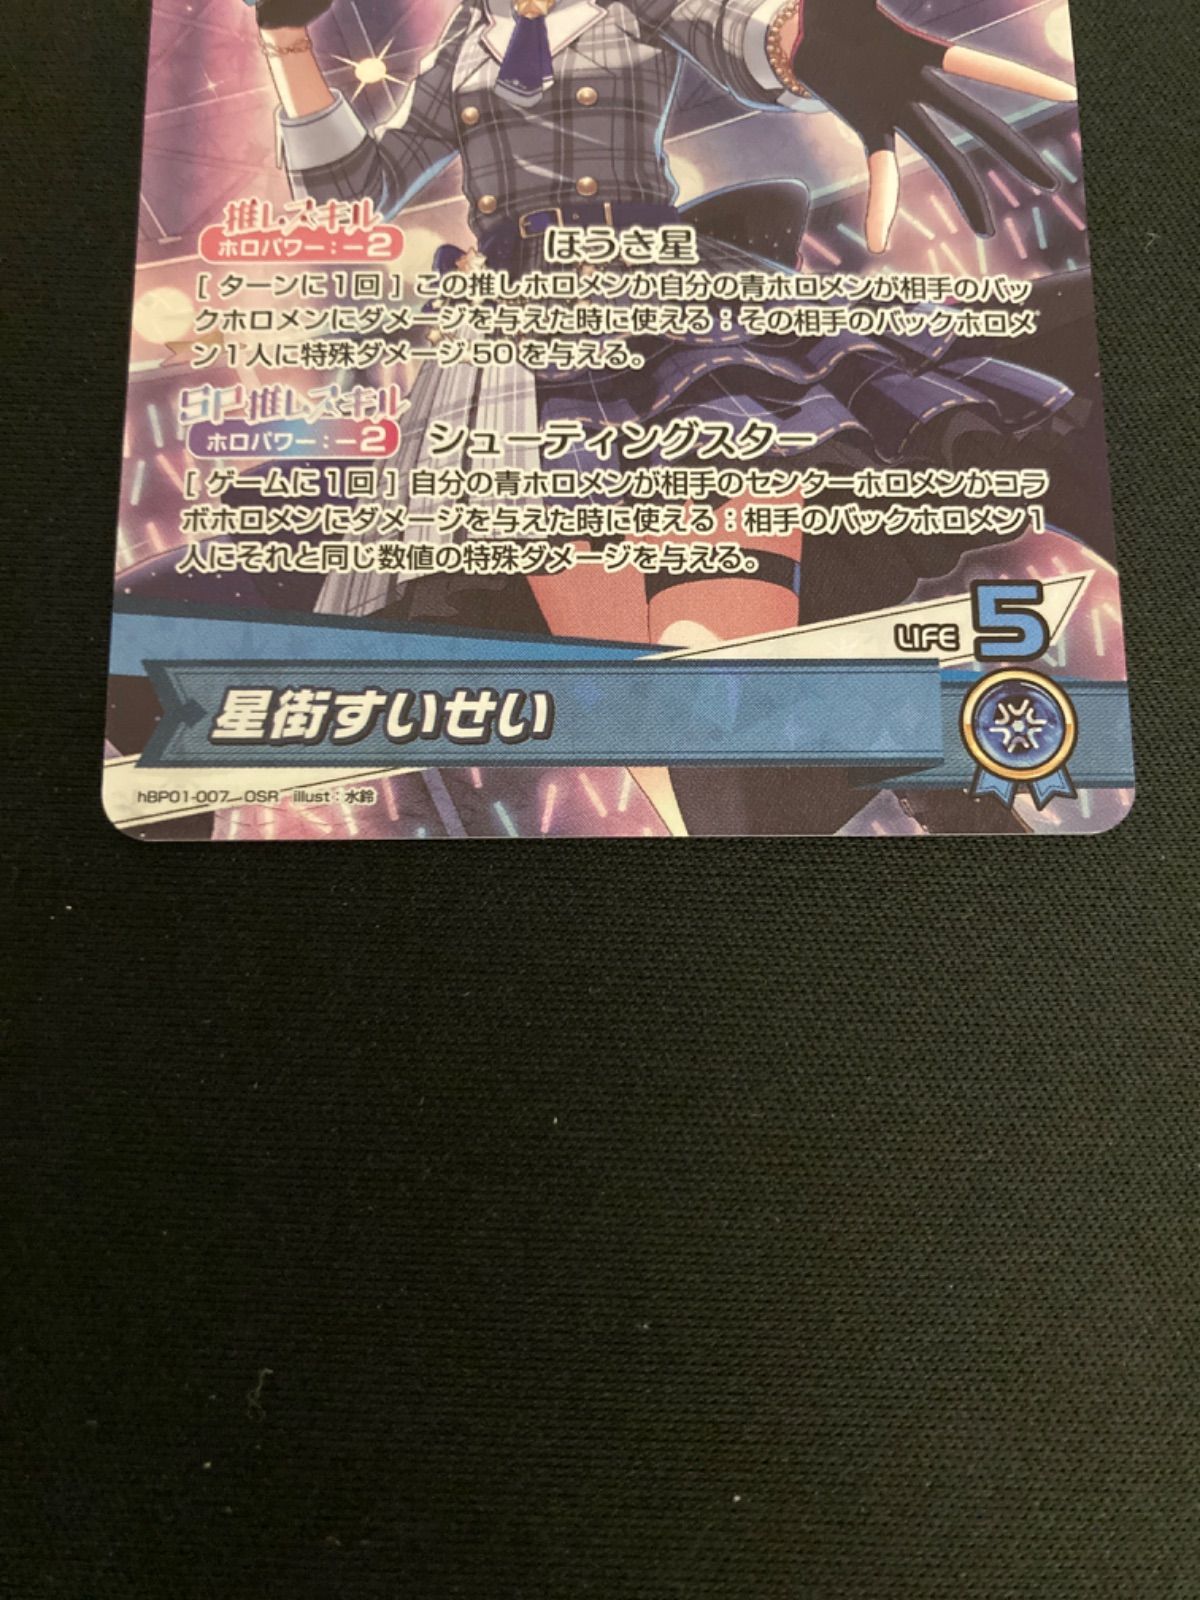 推しスキル
ホロパワー:-2
ほうき星
[ ターンに1回 ] この推しホロメンか自分の青ホロメンが相手のバッ
クホロメンにダメージを与えた時に使える:その相手のバックホロメ
ン1人に特殊ダメージ50を与える。
SP推しスキル
ホロパワー:-2
シューティングスター
[ ゲームに1回 ] 自分の青ホロメンが相手のセンターホロメンかコラ
ボホロメンにダメージを与えた時に使える:相手のバックホロメン1
人にそれと同じ数値の特殊ダメージを与える。
LIFE 5
星街すいせい
hBP01-007 OSR illust:水鈴